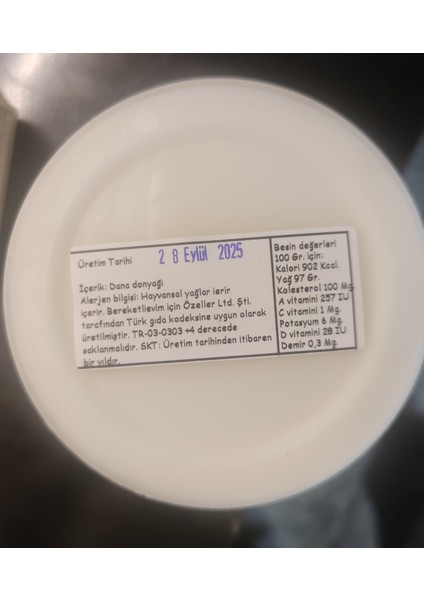 Üretim Tarihi 2 8 Eylül 2025
İçerik: Dana donyağı
Alerjen bilgisi: Hayvansal yağlar ierir
içerir. Bereketlievim için Özeller Ltd. Şti.
tarafından Türk gıda kodeksine uygun olarak
üretilmiştir. TR-03-0303 +4 derecede
saklanmalıdır. SKT: Üretim tarihinden itibaren
bir yıldır.
Besin değerleri
100 Gr. için:
Kalori 902 Kcal.
Yağ 97 Gr.
Kolesterol 100 Mg.
A vitamini 257 IU
C vitamini 1 Mg.
Potasyum 6 Mg.
D vitamini 28 IU
Demir 0,3 Mg.